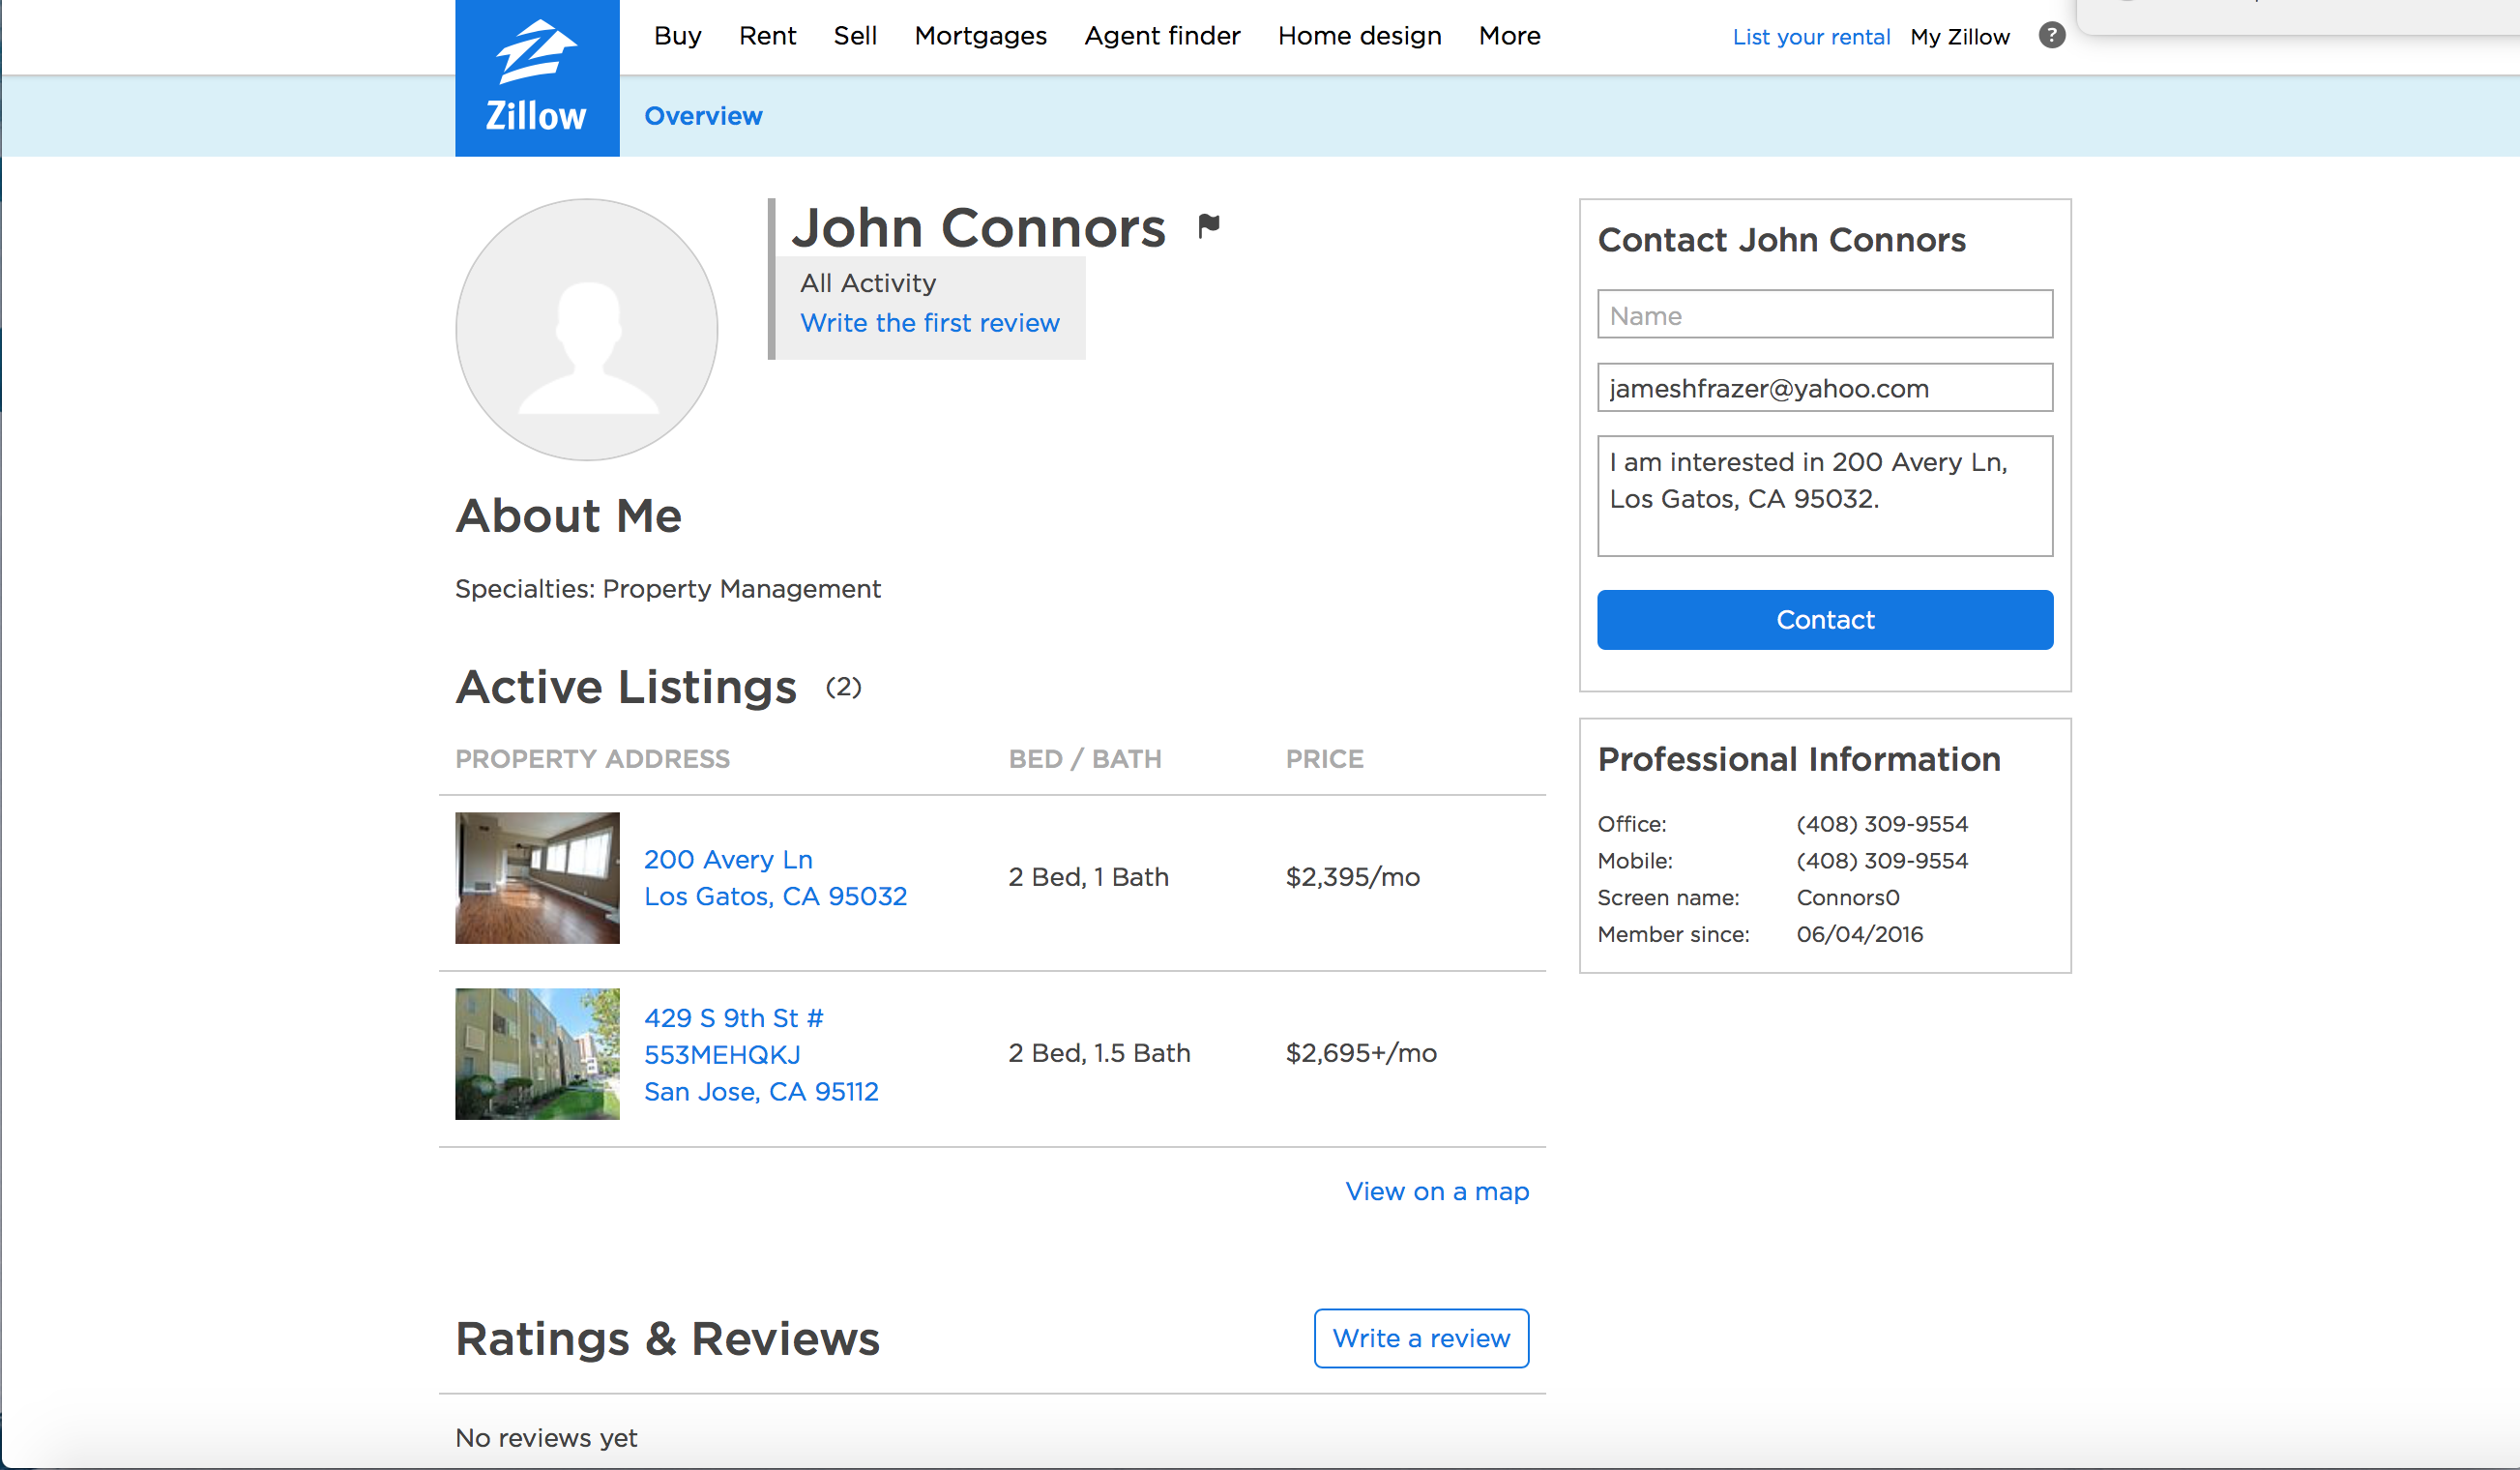 Buy Rent Sell Mortgages Agent finder Home design More List your rental My Zillow ?
Zillow
Overview
John Connors
All Activity
Write the first review
About Me
Specialties: Property Management
Active Listings (2)
PROPERTY ADDRESS BED / BATH PRICE
200 Avery Ln
Los Gatos, CA 95032
2 Bed, 1 Bath
$2,395/mo
429 S 9th St #
553MEHQKJ
San Jose, CA 95112
2 Bed, 1.5 Bath
$2,695+/mo
View on a map
Ratings & Reviews
Write a review
No reviews yet
Contact John Connors
Name
jameshfrazer@yahoo.com
I am interested in 200 Avery Ln,
Los Gatos, CA 95032.
Contact
Professional Information
Office: (408) 309-9554
Mobile: (408) 309-9554
Screen name: Connors0
Member since: 06/04/2016